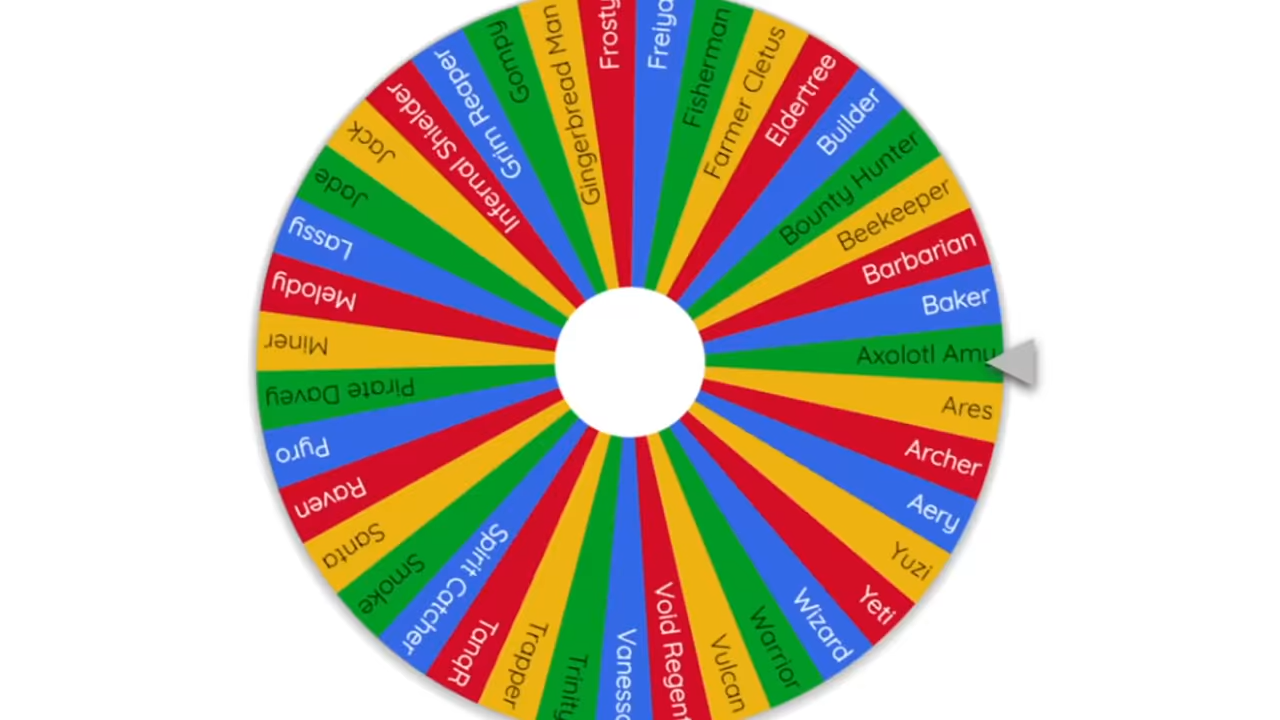 Frosty
Freiya
Fisherman
Farmer Cletus
Eldertree
Builder
Bounty Hunter
Beekeeper
Barbarian
Baker
Axolotl Amy
Ares
Archer
Aery
Yuzi
Yeti
Wizard
Warrior
Vulcan
Void Regent
Vanessa
Trinity
Trapper
TanqR
Spirit Catcher
Smoke
Santa
Raven
Pyro
Pirate Davey
Miner
Melody
Lassy
Jade
Jack
Infernal Shielder
Grim Reaper
Gompy
Gingerbread Man